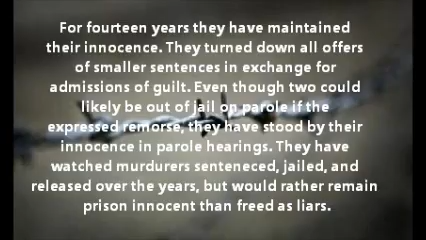 For fourteen years they have maintained
their innocence. They turned down all offers
of smaller sentences in exchange for
admissions of guilt. Even though two could
likely be out of jail on parole if the
expressed remorse, they have stood by their
innocence in parole hearings. They have
watched murdurers senteneced, jailed, and
released over the years, but would rather remain
prison innocent than freed as liars.